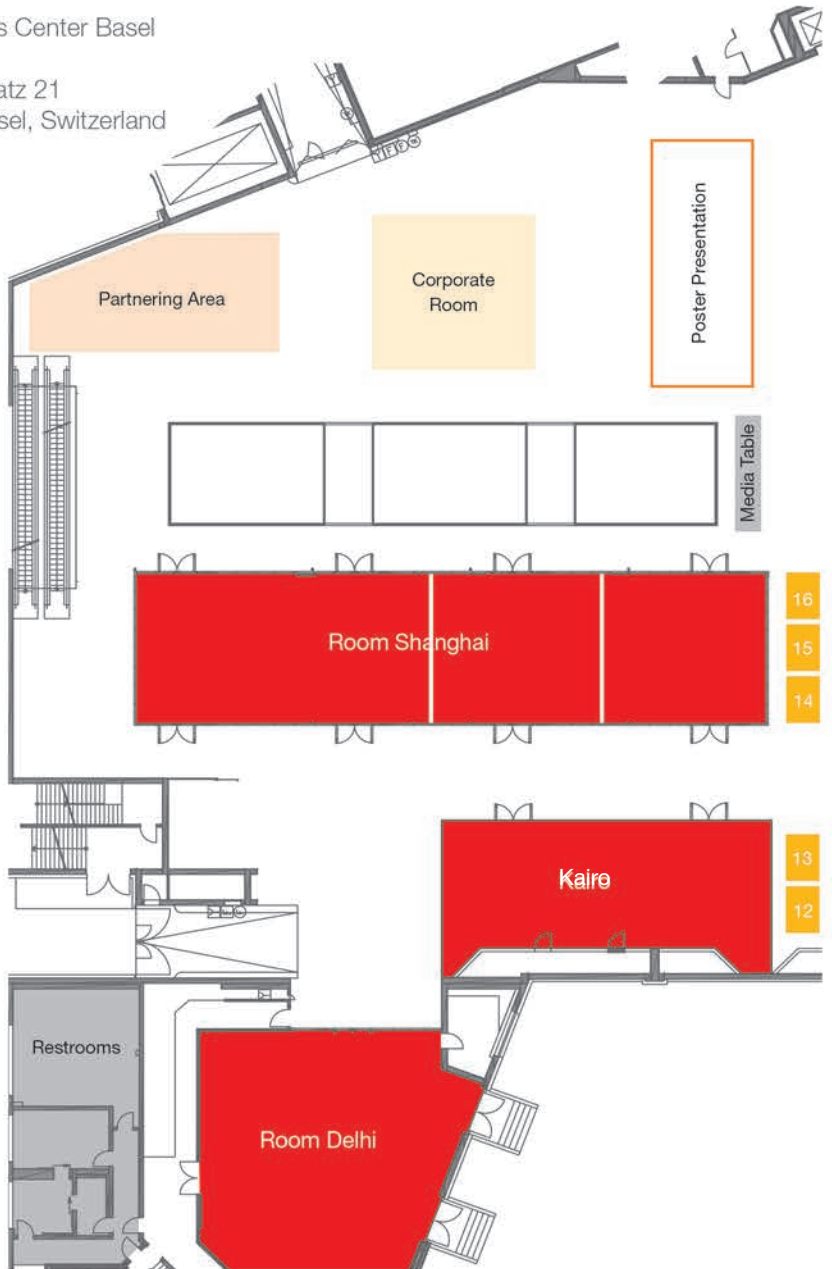 s Center Basel
atz 21
sel, Switzerland
Partnering Area
Corporate
Room
Poster Presentation
Media Table
16
Room Shanghai
15
14
Kairo
13
12
Restrooms
Room Delhi